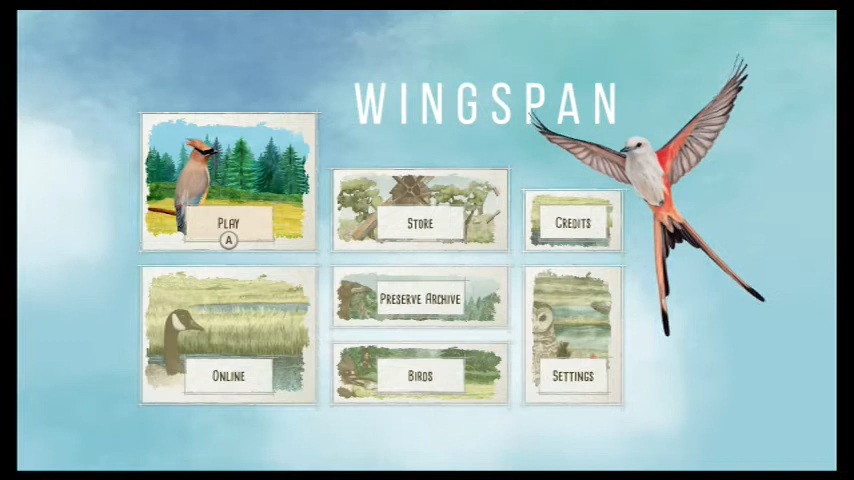 WINGSPAN
PLAY
A
STORE
CREDITS
ONLINE
PRESERVE ARCHIVE
BIRDS
SETTINGS